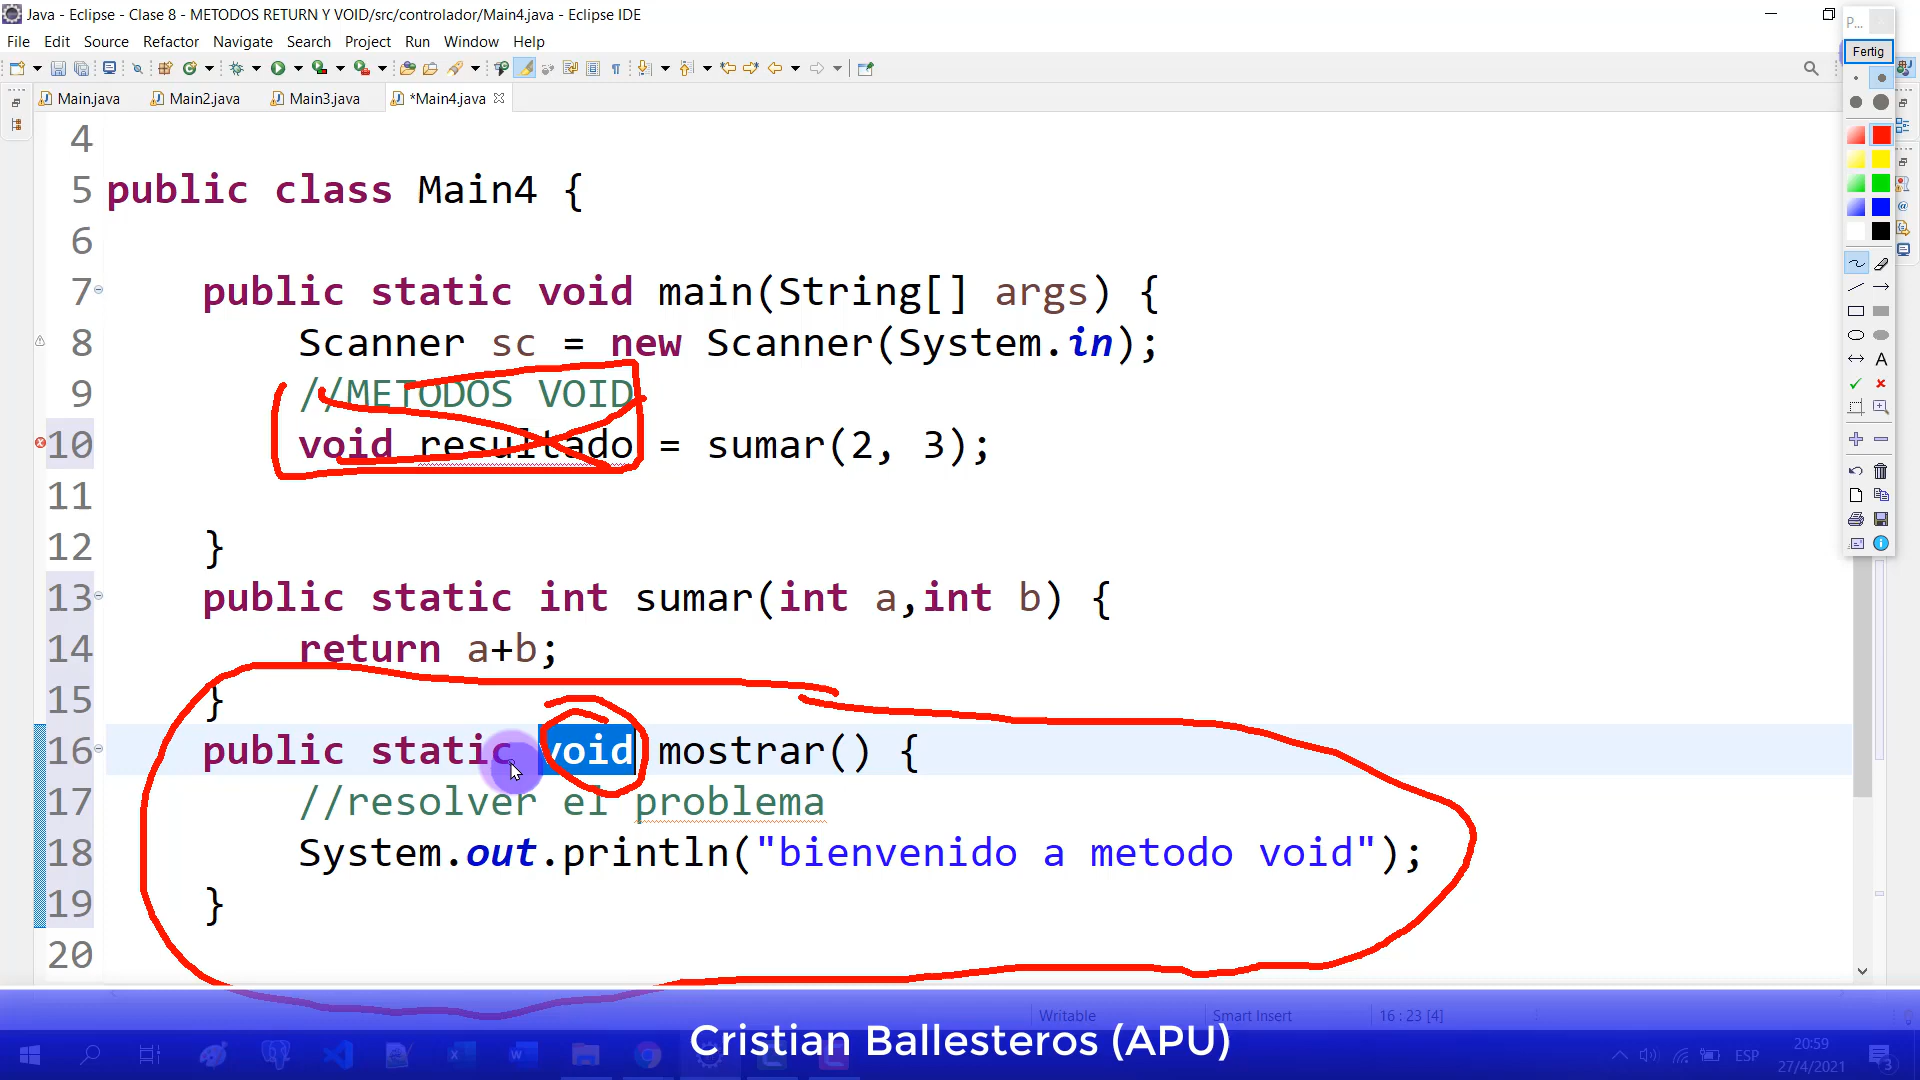 Java - Eclipse - Clase 8 - METODOS RETURN Y VOID/src/controlador/Main4.java - Eclipse IDE
P...
File Edit Source Refactor Navigate Search Project Run Window Help
Fertig
Main.java Main2.java Main3.java *Main4.java
4
5 public class Main4 {
6
7 public static void main(String[] args) {
8 Scanner sc = new Scanner(System.in);
9 //METODOS VOID
10 void resultado = sumar(2, 3);
11
12 }
13 public static int sumar(int a,int b) {
14 return a+b;
15 }
16 public static void mostrar() {
17 //resolver el problema
18 System.out.println("bienvenido a metodo void");
19 }
20
Writable Smart Insert 16 : 23 [4]
Cristian Ballesteros (APU)
ESP
20:59
27/4/2021
3